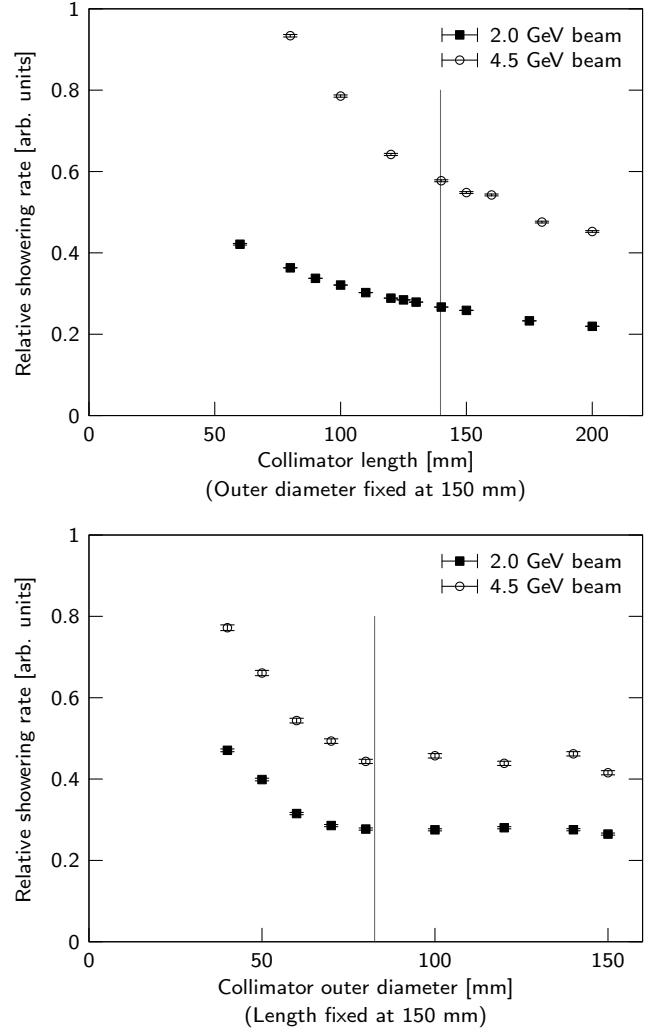 1
0.8
0.6
0.4
0.2
0
Relative showering rate [arb. units]
2.0 GeV beam
4.5 GeV beam
0 50 100 150 200
Collimator length [mm]
(Outer diameter fixed at 150 mm)
1
0.8
0.6
0.4
0.2
0
Relative showering rate [arb. units]
2.0 GeV beam
4.5 GeV beam
0 50 100 150
Collimator outer diameter [mm]
(Length fixed at 150 mm)